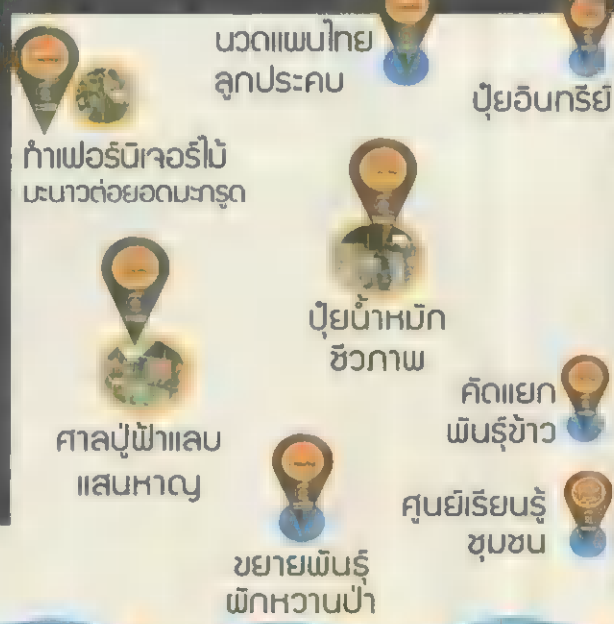 นวดแผนไทย
ลูกประคบ
ปุ๋ยอินทรีย์
ทำเฟอร์นิเจอร์ไม้
มะนาวต่อยอดมะกรูด
ปุ๋ยน้ำหมัก
ชีวภาพ
ศาลปู่ฟ้าแลบ
แสนหาญ
คัดแยก
พันธุ์ข้าว
ศูนย์เรียนรู้
ชุมชน
ขยายพันธุ์
ผักหวานป่า